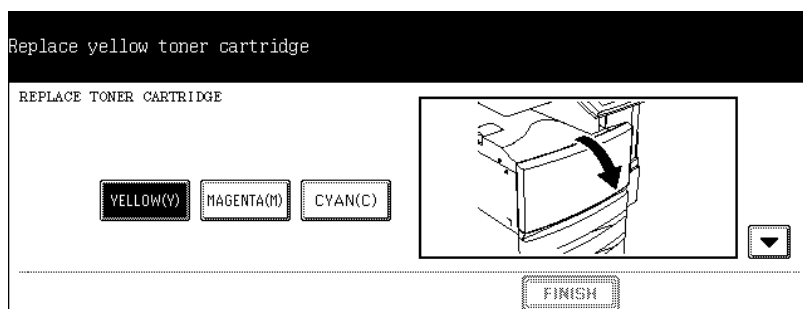 Replace yellow toner cartridge
REPLACE TONER CARTRIDGE
YELLOW(Y) MAGENTA(M) CYAN(C)
FINISH